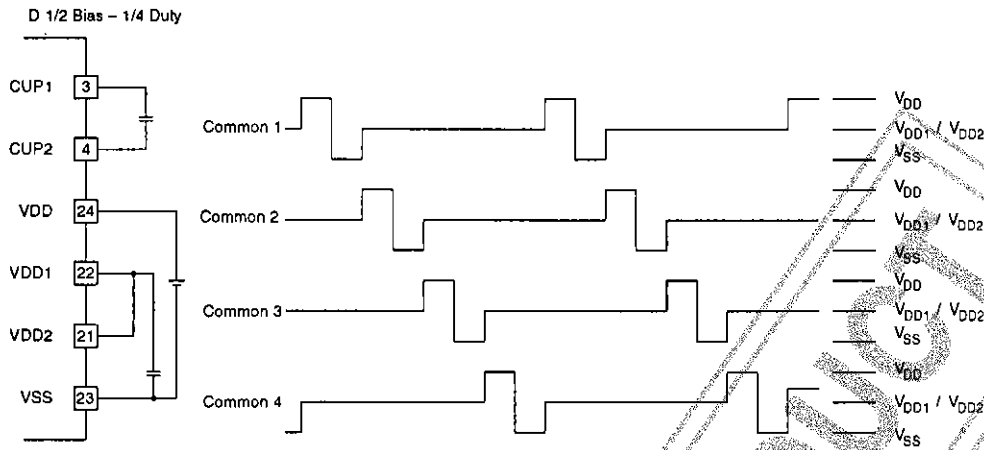 D 1/2 Bias – 1/4 Duty
CUP1 3
CUP2 4
VDD 24
VDD1 22
VDD2 21
VSS 23
Common 1
VDD
VDD1 / VDD2
VSS
Common 2
VDD
VDD1 / VDD2
VSS
Common 3
VDD
VDD1 / VDD2
VSS
Common 4
VDD
VDD1 / VDD2
VSS